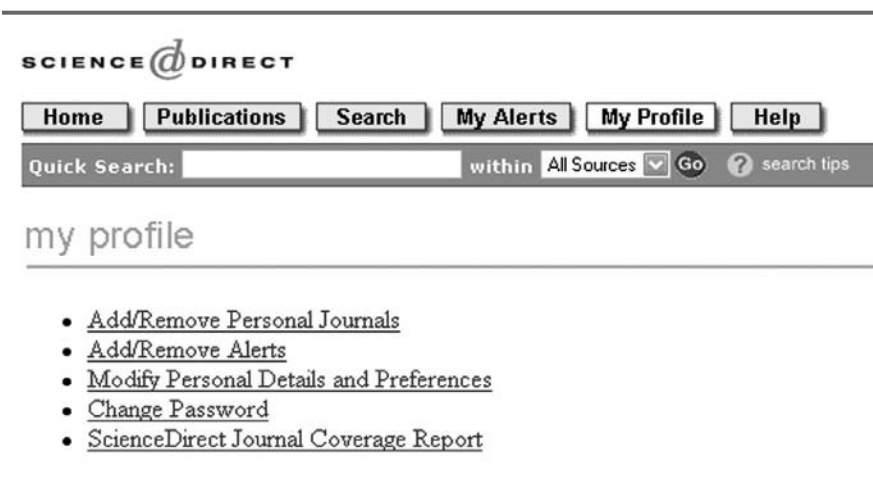 SCIENCE @ DIRECT
Home Publications Search My Alerts My Profile Help
Quick Search: within All Sources Go ? search tips
my profile
• Add/Remove Personal Journals
• Add/Remove Alerts
• Modify Personal Details and Preferences
• Change Password
• ScienceDirect Journal Coverage Report